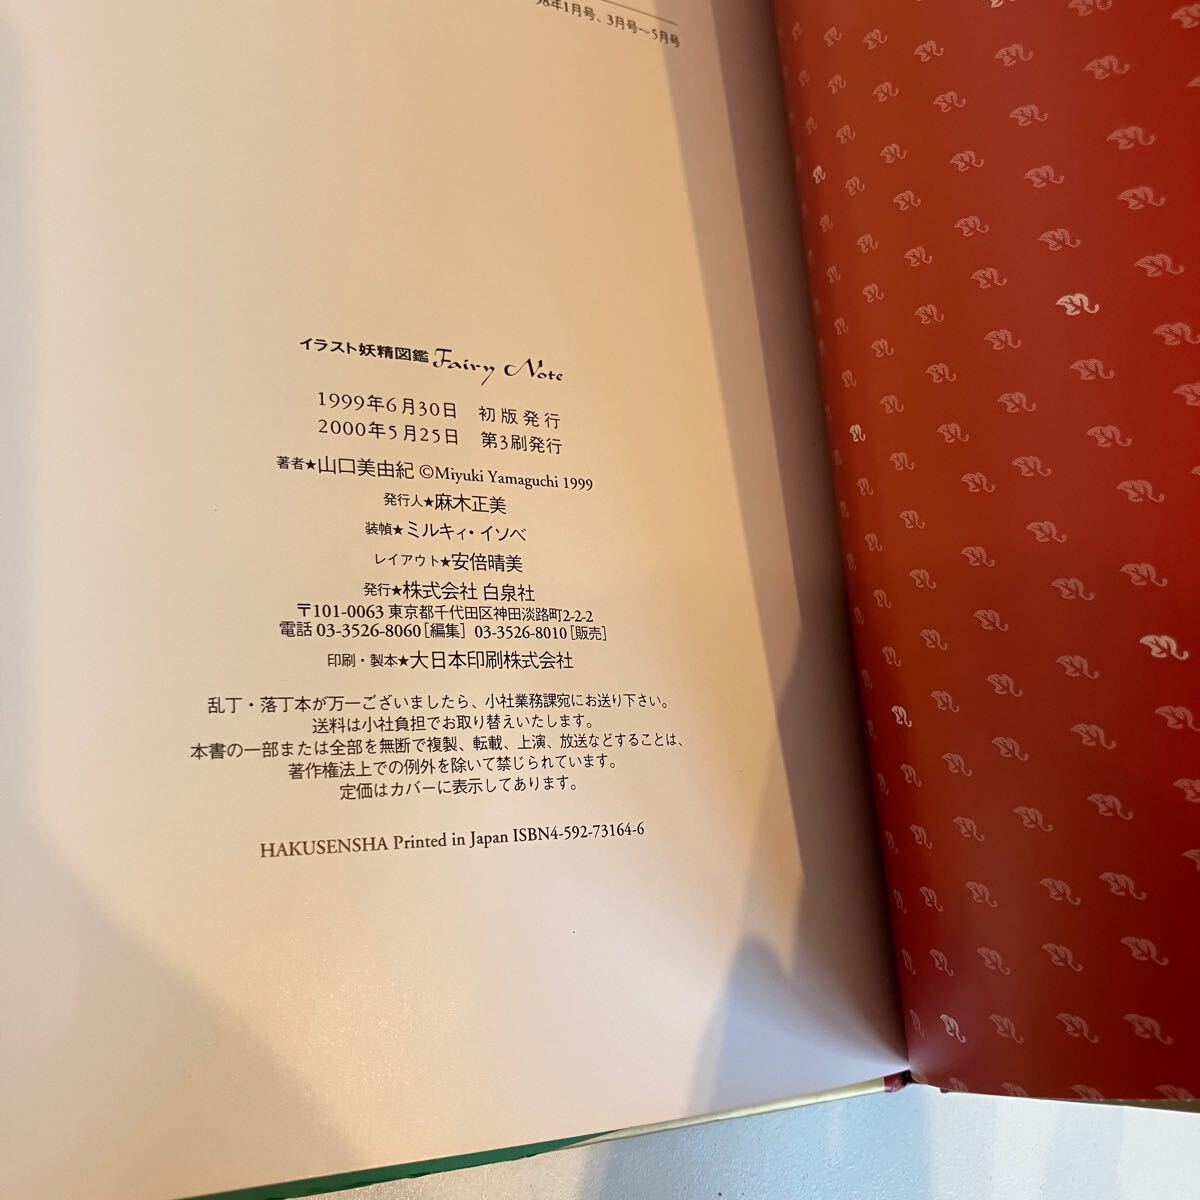 98年1月号、3月号〜5月号
イラスト妖精図鑑 Fairy Note
1999年6月30日 初版発行
2000年5月25日 第3刷発行
著者★山口美由紀 ©Miyuki Yamaguchi 1999
発行人★麻木正美
装幀★ミルキィ・イソベ
レイアウト★安倍晴美
発行★株式会社 白泉社
〒101-0063 東京都千代田区神田淡路町2-2-2
電話 03-3526-8060[編集] 03-3526-8010[販売]
印刷・製本★大日本印刷株式会社
乱丁・落丁本が万一ございましたら、小社業務課宛にお送り下さい。
送料は小社負担でお取り替えいたします。
本書の一部または全部を無断で複製、転載、上演、放送などすることは、
著作権法上での例外を除いて禁じられています。
定価はカバーに表示してあります。
HAKUSENSHA Printed in Japan ISBN4-592-73164-6